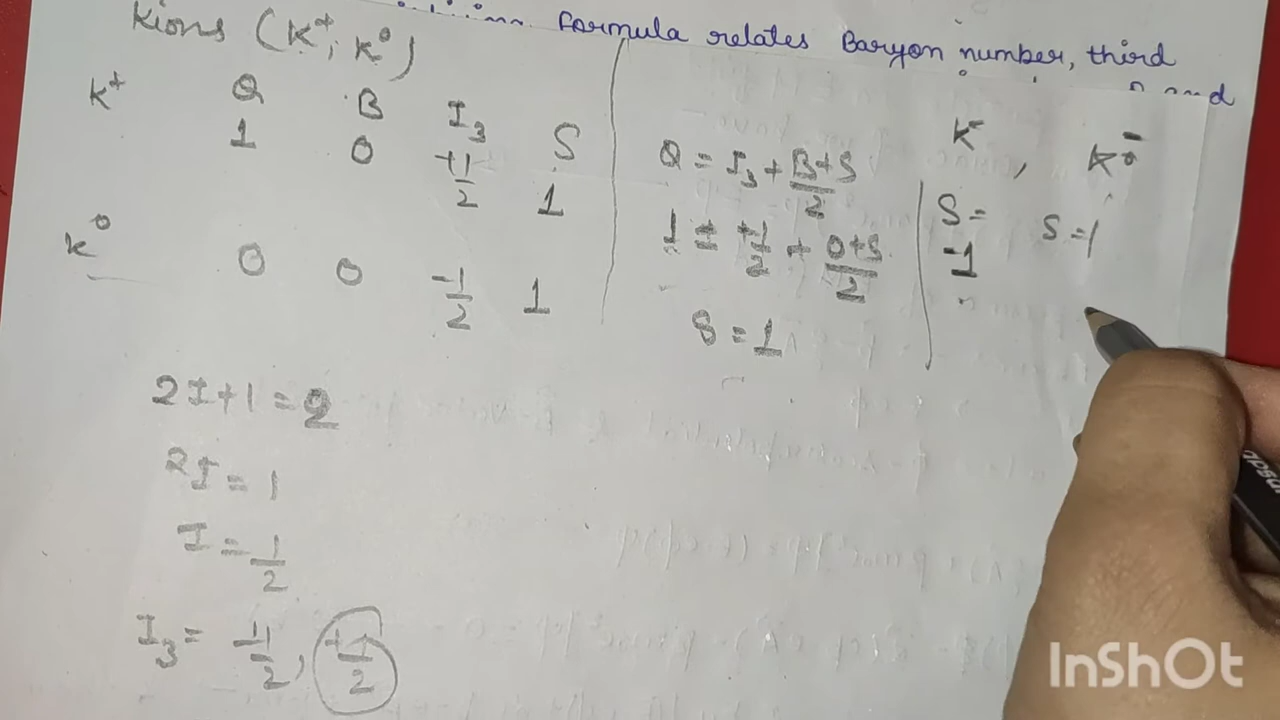 Formula relates Baryon number, third
and
Kions (K⁺, K⁰)
Q B I₃ S
K⁺ 1 0 +1/2 1
K⁰ 0 0 -1/2 1
2I+1=2
2I=1
I=1/2
I₃= -1/2, +1/2
Q = I₃ + B+S/2
1 = +1/2 + 0+S/2
S=1
K⁻, K̅⁰
S= -1
S=1
apsa
InShOt